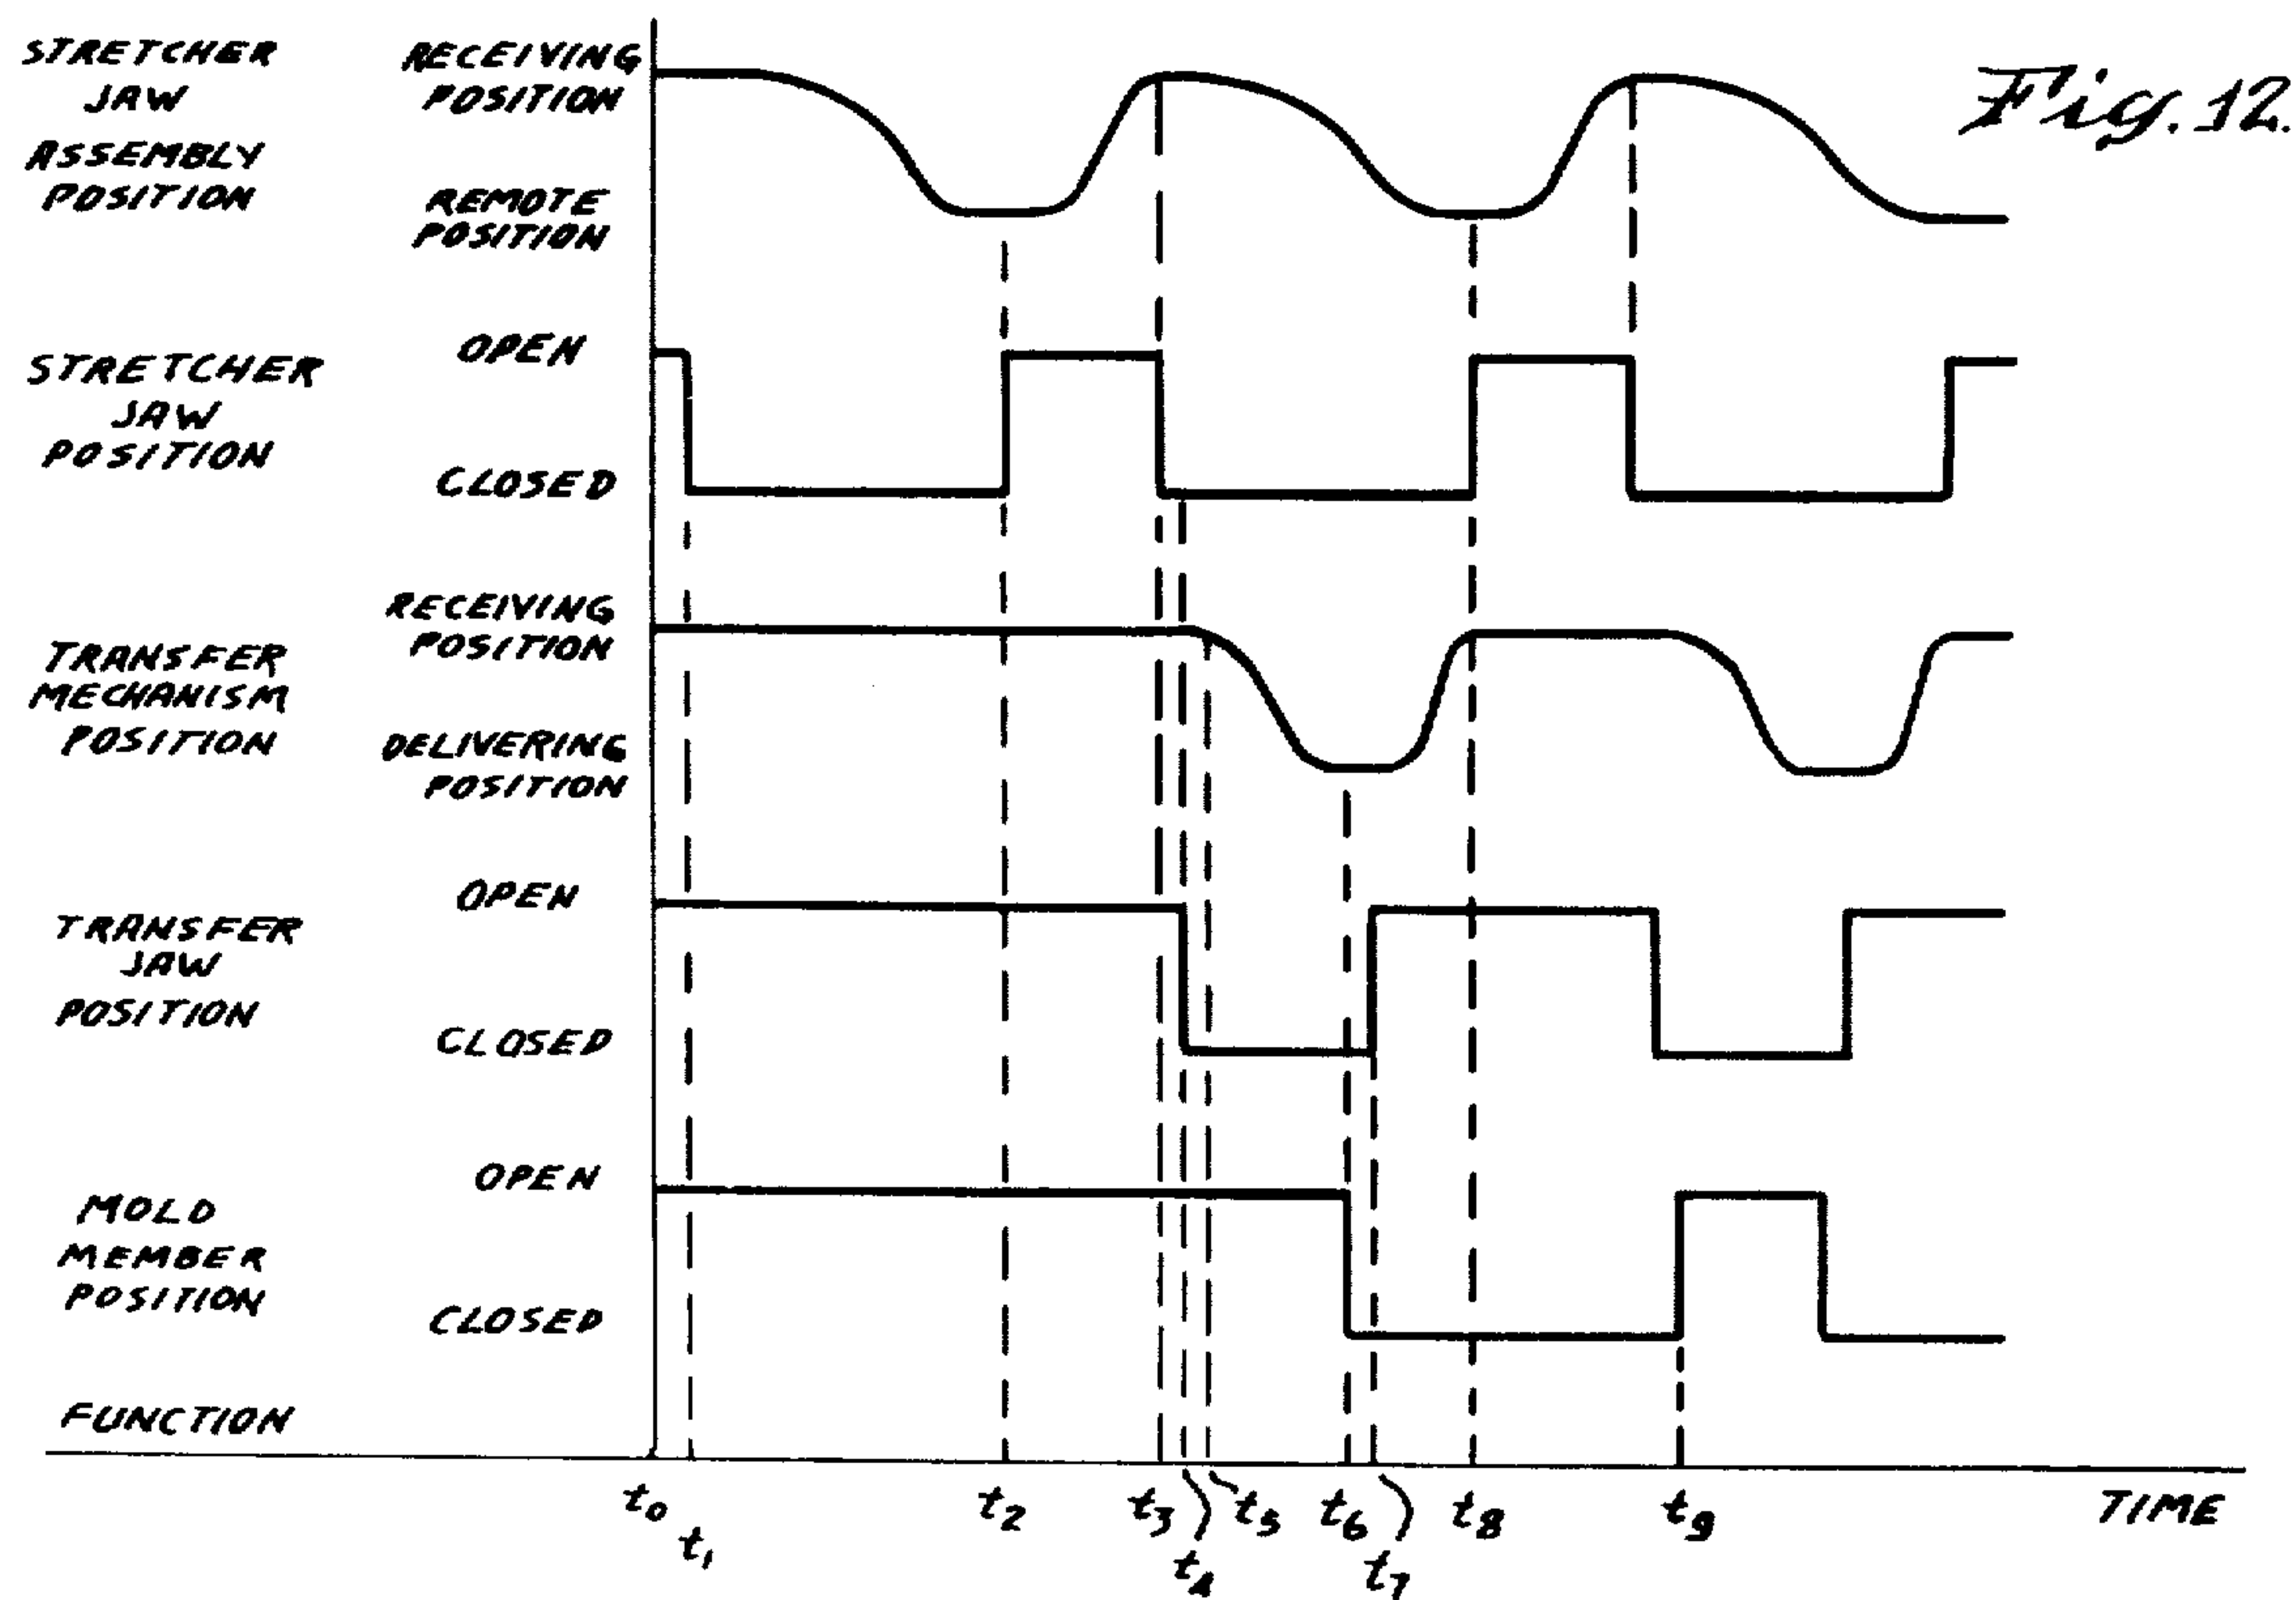 Fig. 12.
STRETCHER
JAW
ASSEMBLY
POSITION
RECEIVING
POSITION
REMOTE
POSITION
STRETCHER
JAW
POSITION
OPEN
CLOSED
TRANSFER
MECHANISM
POSITION
RECEIVING
POSITION
DELIVERING
POSITION
TRANSFER
JAW
POSITION
OPEN
CLOSED
MOLD
MEMBER
POSITION
OPEN
CLOSED
FUNCTION
t0
t1
t2
t3
t4
t5
t6
t7
t8
t9
TIME